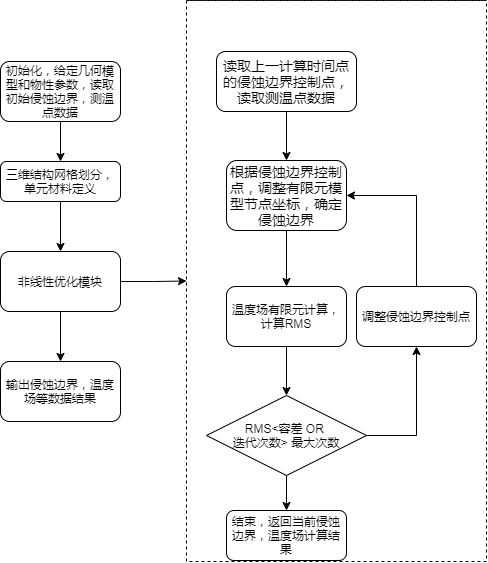 初始化，给定几何模
型和物性参数，读取
初始侵蚀边界，测温
点数据
三维结构网格划分，
单元材料定义
非线性优化模块
输出侵蚀边界，温度
场等数据结果
读取上一计算时间点
的侵蚀边界控制点，
读取测温点数据
根据侵蚀边界控制
点，调整有限元模
型节点坐标，确定
侵蚀边界
温度场有限元计算，
计算RMS
调整侵蚀边界控制点
RMS<容差 OR
迭代次数> 最大次数
结束，返回当前侵蚀
边界，温度场计算结
果